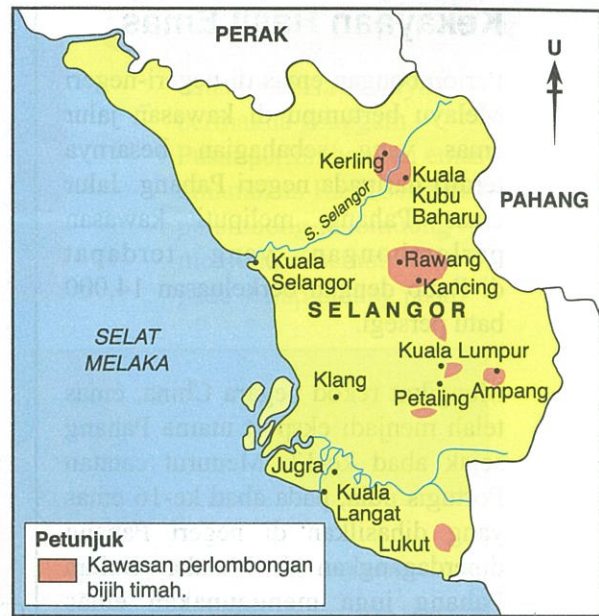 PERAK
U
Kerling
Kuala
Kubu
Baharu
PAHANG
S. Selangor
Kuala
Selangor
Rawang
Kancing
SELANGOR
SELAT
MELAKA
Kuala Lumpur
Klang
Petaling
Ampang
Jugra
Kuala
Langat
Lukut
Petunjuk
Kawasan perlombongan
bijih timah.